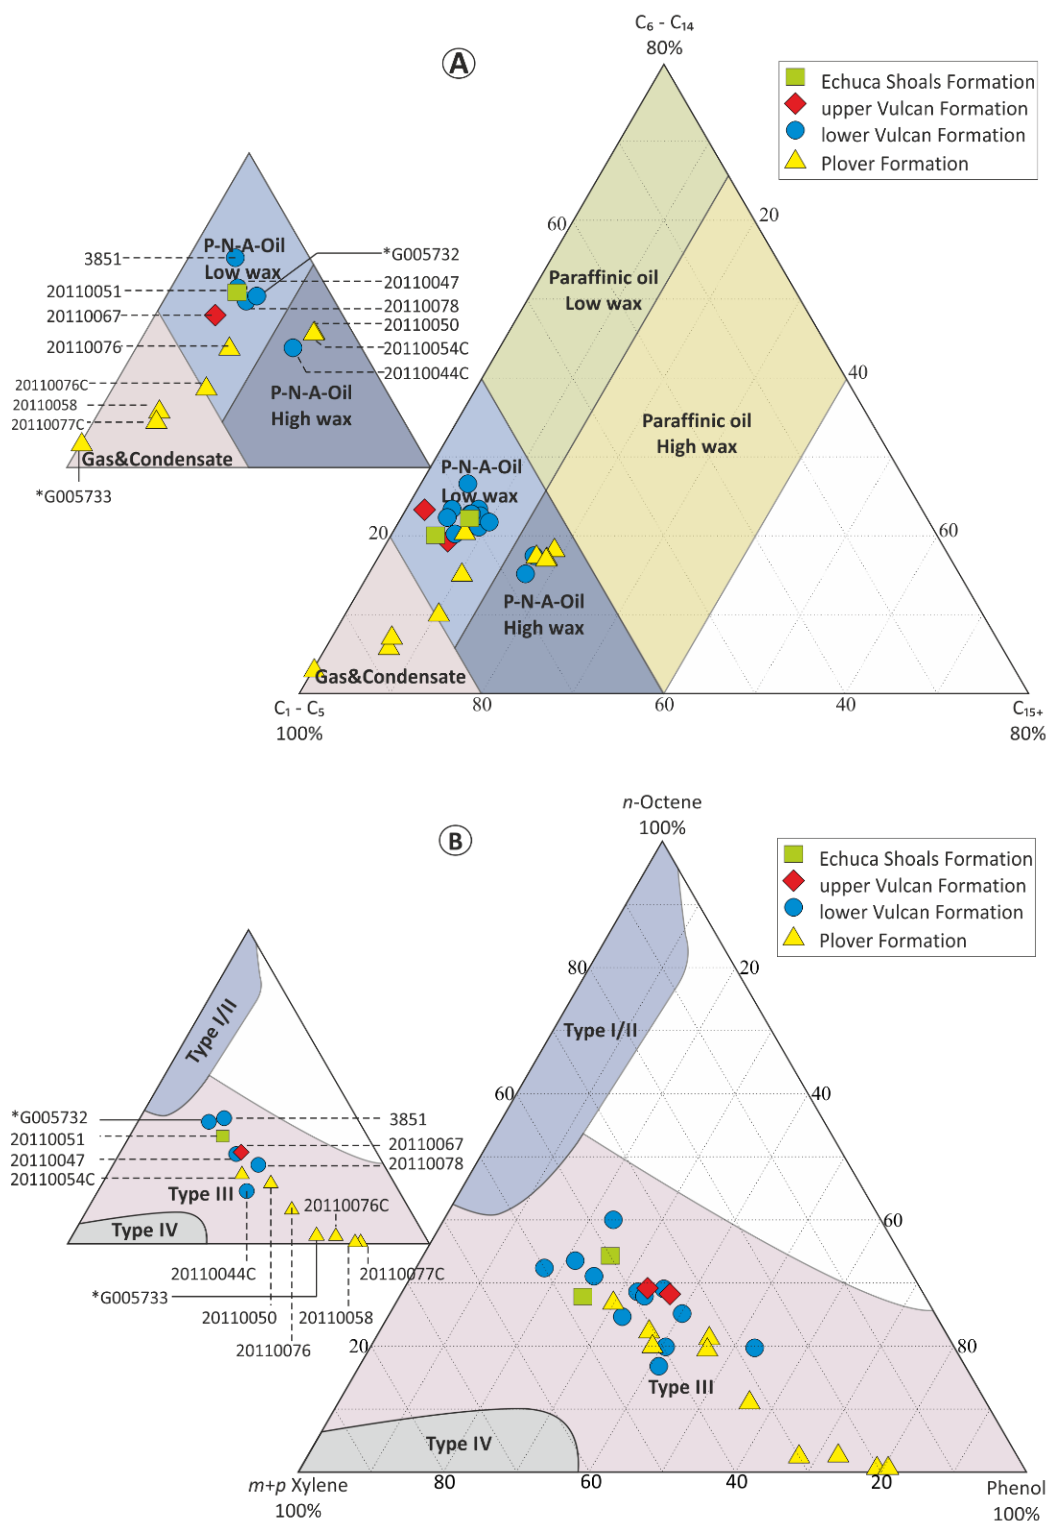 C₆ - C₁₄
80%
A
Echuca Shoals Formation
upper Vulcan Formation
lower Vulcan Formation
Plover Formation
20
60
P-N-A-Oil
Low wax
3851
*G005732
20110051
20110047
20110067
20110078
20110050
20110076
20110054C
20110044C
20110076C
20110058
20110077C
P-N-A-Oil
High wax
Gas&Condensate
*G005733
Paraffinic oil
Low wax
40
Paraffinic oil
High wax
P-N-A-Oil
Low wax
20
60
P-N-A-Oil
High wax
Gas&Condensate
C₁ - C₅
100%
80
60
40
C₁₅₊
80%
n-Octene
100%
B
Echuca Shoals Formation
upper Vulcan Formation
lower Vulcan Formation
Plover Formation
80
20
Type I/II
Type I/II
60
40
*G005732
3851
20110051
20110067
20110047
20110078
20110054C
Type III
20110076C
Type IV
20110044C
20110077C
*G005733
20110050
20110058
20110076
60
20
80
Type III
Type IV
m+p Xylene
100%
80
60
40
20
Phenol
100%